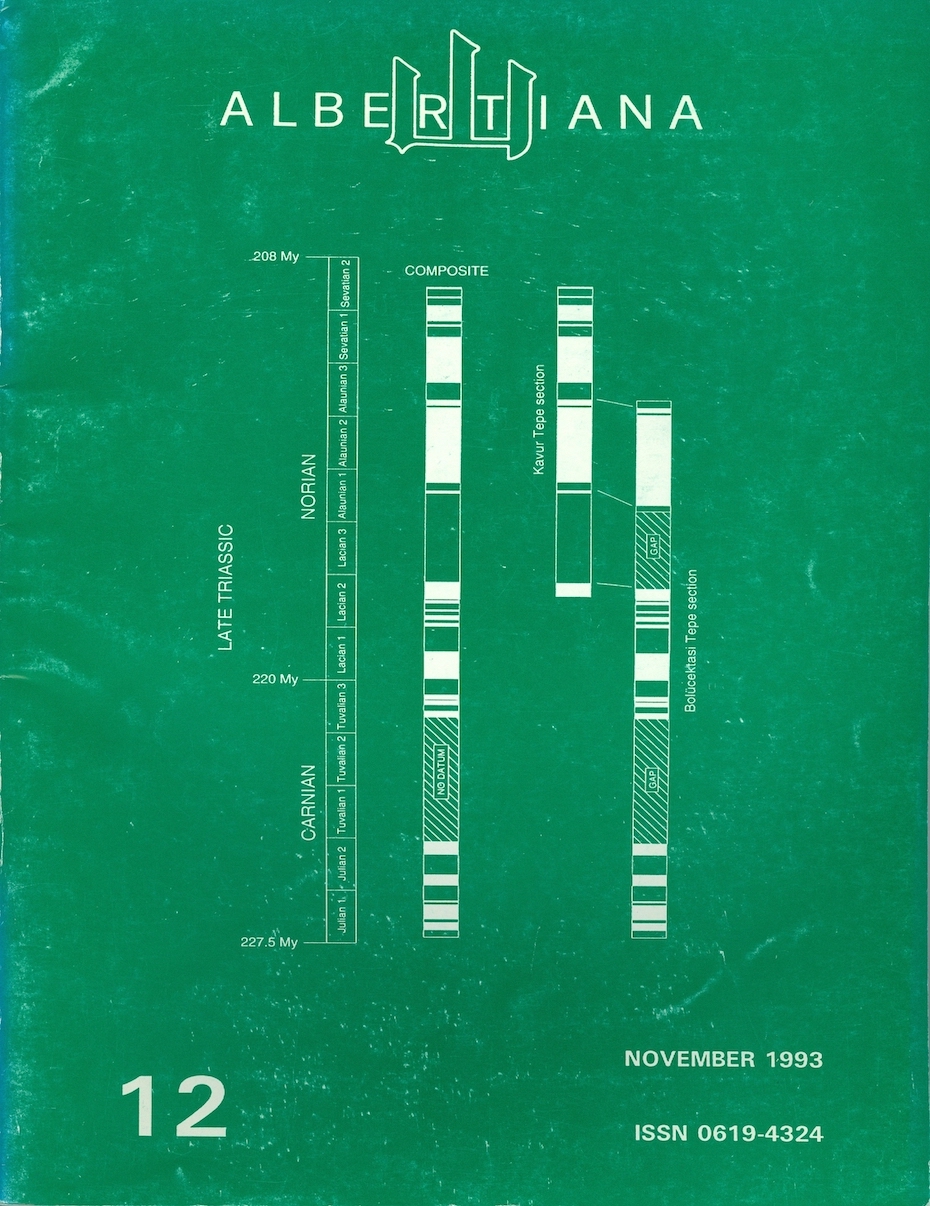 ALBERTIANA
208 My
COMPOSITE
Sevatian 2
Sevatian 1
Alaunian 3
Alaunian 2
Alaunian 1
Lacian 3
Lacian 2
Lacian 1
Tuvalian 3
Tuvalian 2
Tuvalian 1
Julian 2
Julian 1
LATE TRIASSIC
NORIAN
CARNIAN
220 My
227.5 My
NO DATUM
Kavur Tepe section
GAP
GAP
Bolücektasi Tepe section
12
NOVEMBER 1993
ISSN 0619-4324